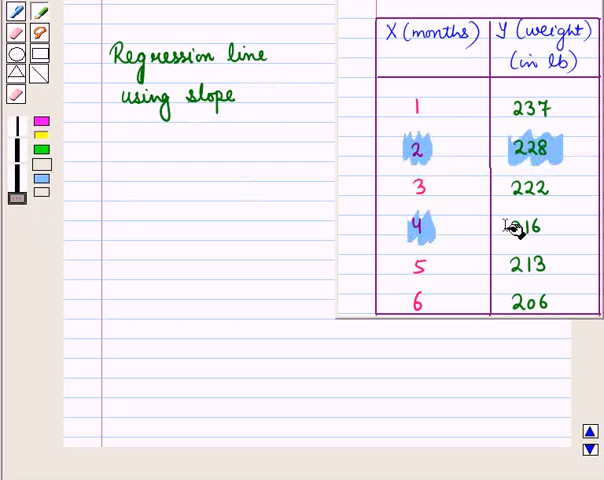 Regression line
using slope
X (months) Y (weight)
(in lb)
1 237
2 228
3 222
4 216
5 213
6 206